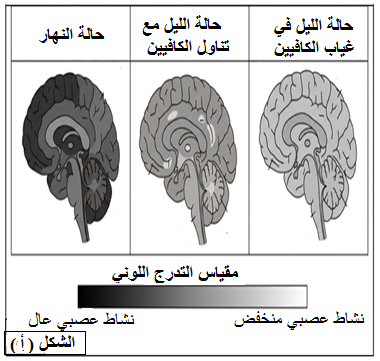 حالة الليل في
غياب الكافيين
حالة الليل مع
تناول الكافيين
حالة النهار
مقياس التدرج اللوني
نشاط عصبي منخفض
نشاط عصبي عال
الشكل (أ)